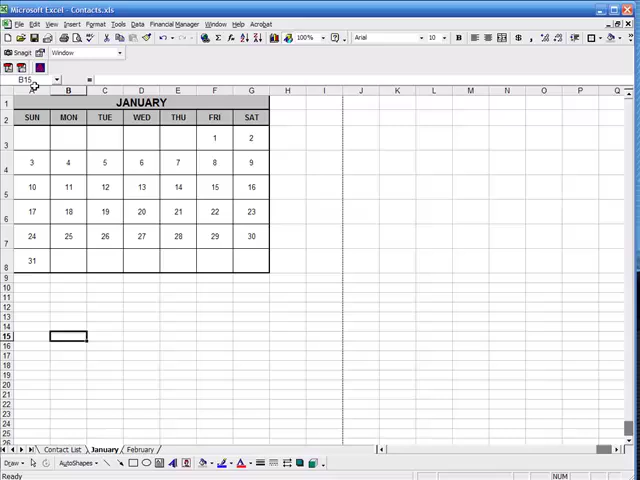 Microsoft Excel - Contacts.xls
File Edit View Insert Format Tools Data Financial Manager Window Help Acrobat
100% Arial 10 B
SnagIt Window
B15 =
A B C D E F G H I J K L M N O P Q
1 JANUARY
2 SUN MON TUE WED THU FRI SAT
3 1 2
4 3 4 5 6 7 8 9
5 10 11 12 13 14 15 16
6 17 18 19 20 21 22 23
7 24 25 26 27 28 29 30
8 31
9
10
11
12
13
14
15
16
17
18
19
20
21
22
23
24
25
26
Contact List January February
Draw AutoShapes
Ready NUM